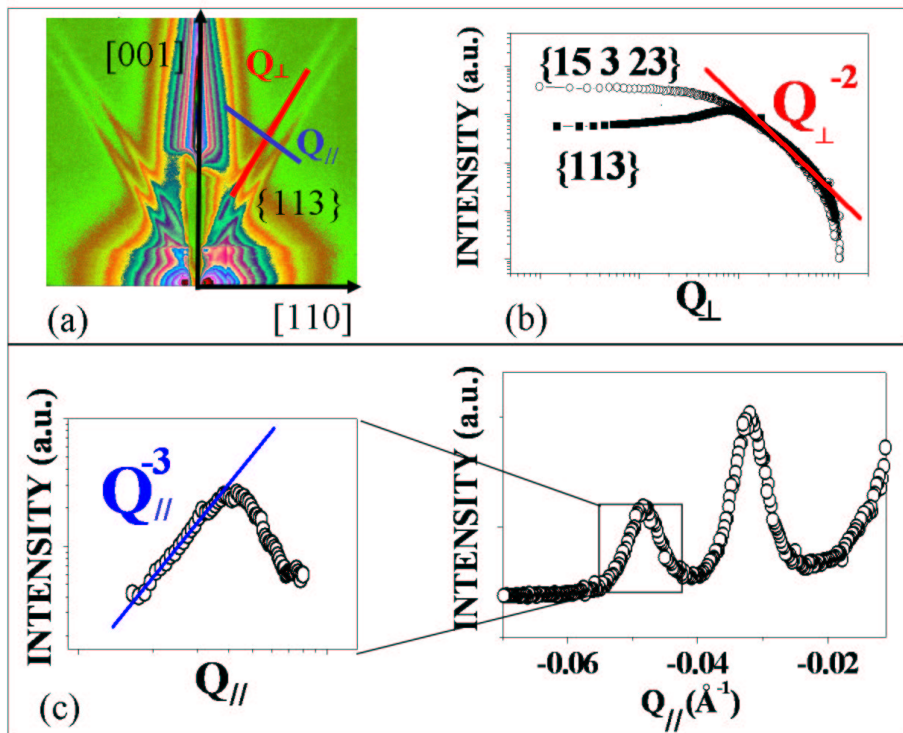 [001]
Q⊥
Q//
{113}
[110]
(a)
INTENSITY (a.u.)
{15 3 23}
{113}
Q⊥-2
Q⊥
(b)
INTENSITY (a.u.)
Q//-3
Q//
(c)
INTENSITY (a.u.)
-0.06 -0.04 -0.02
Q//(Å-1)